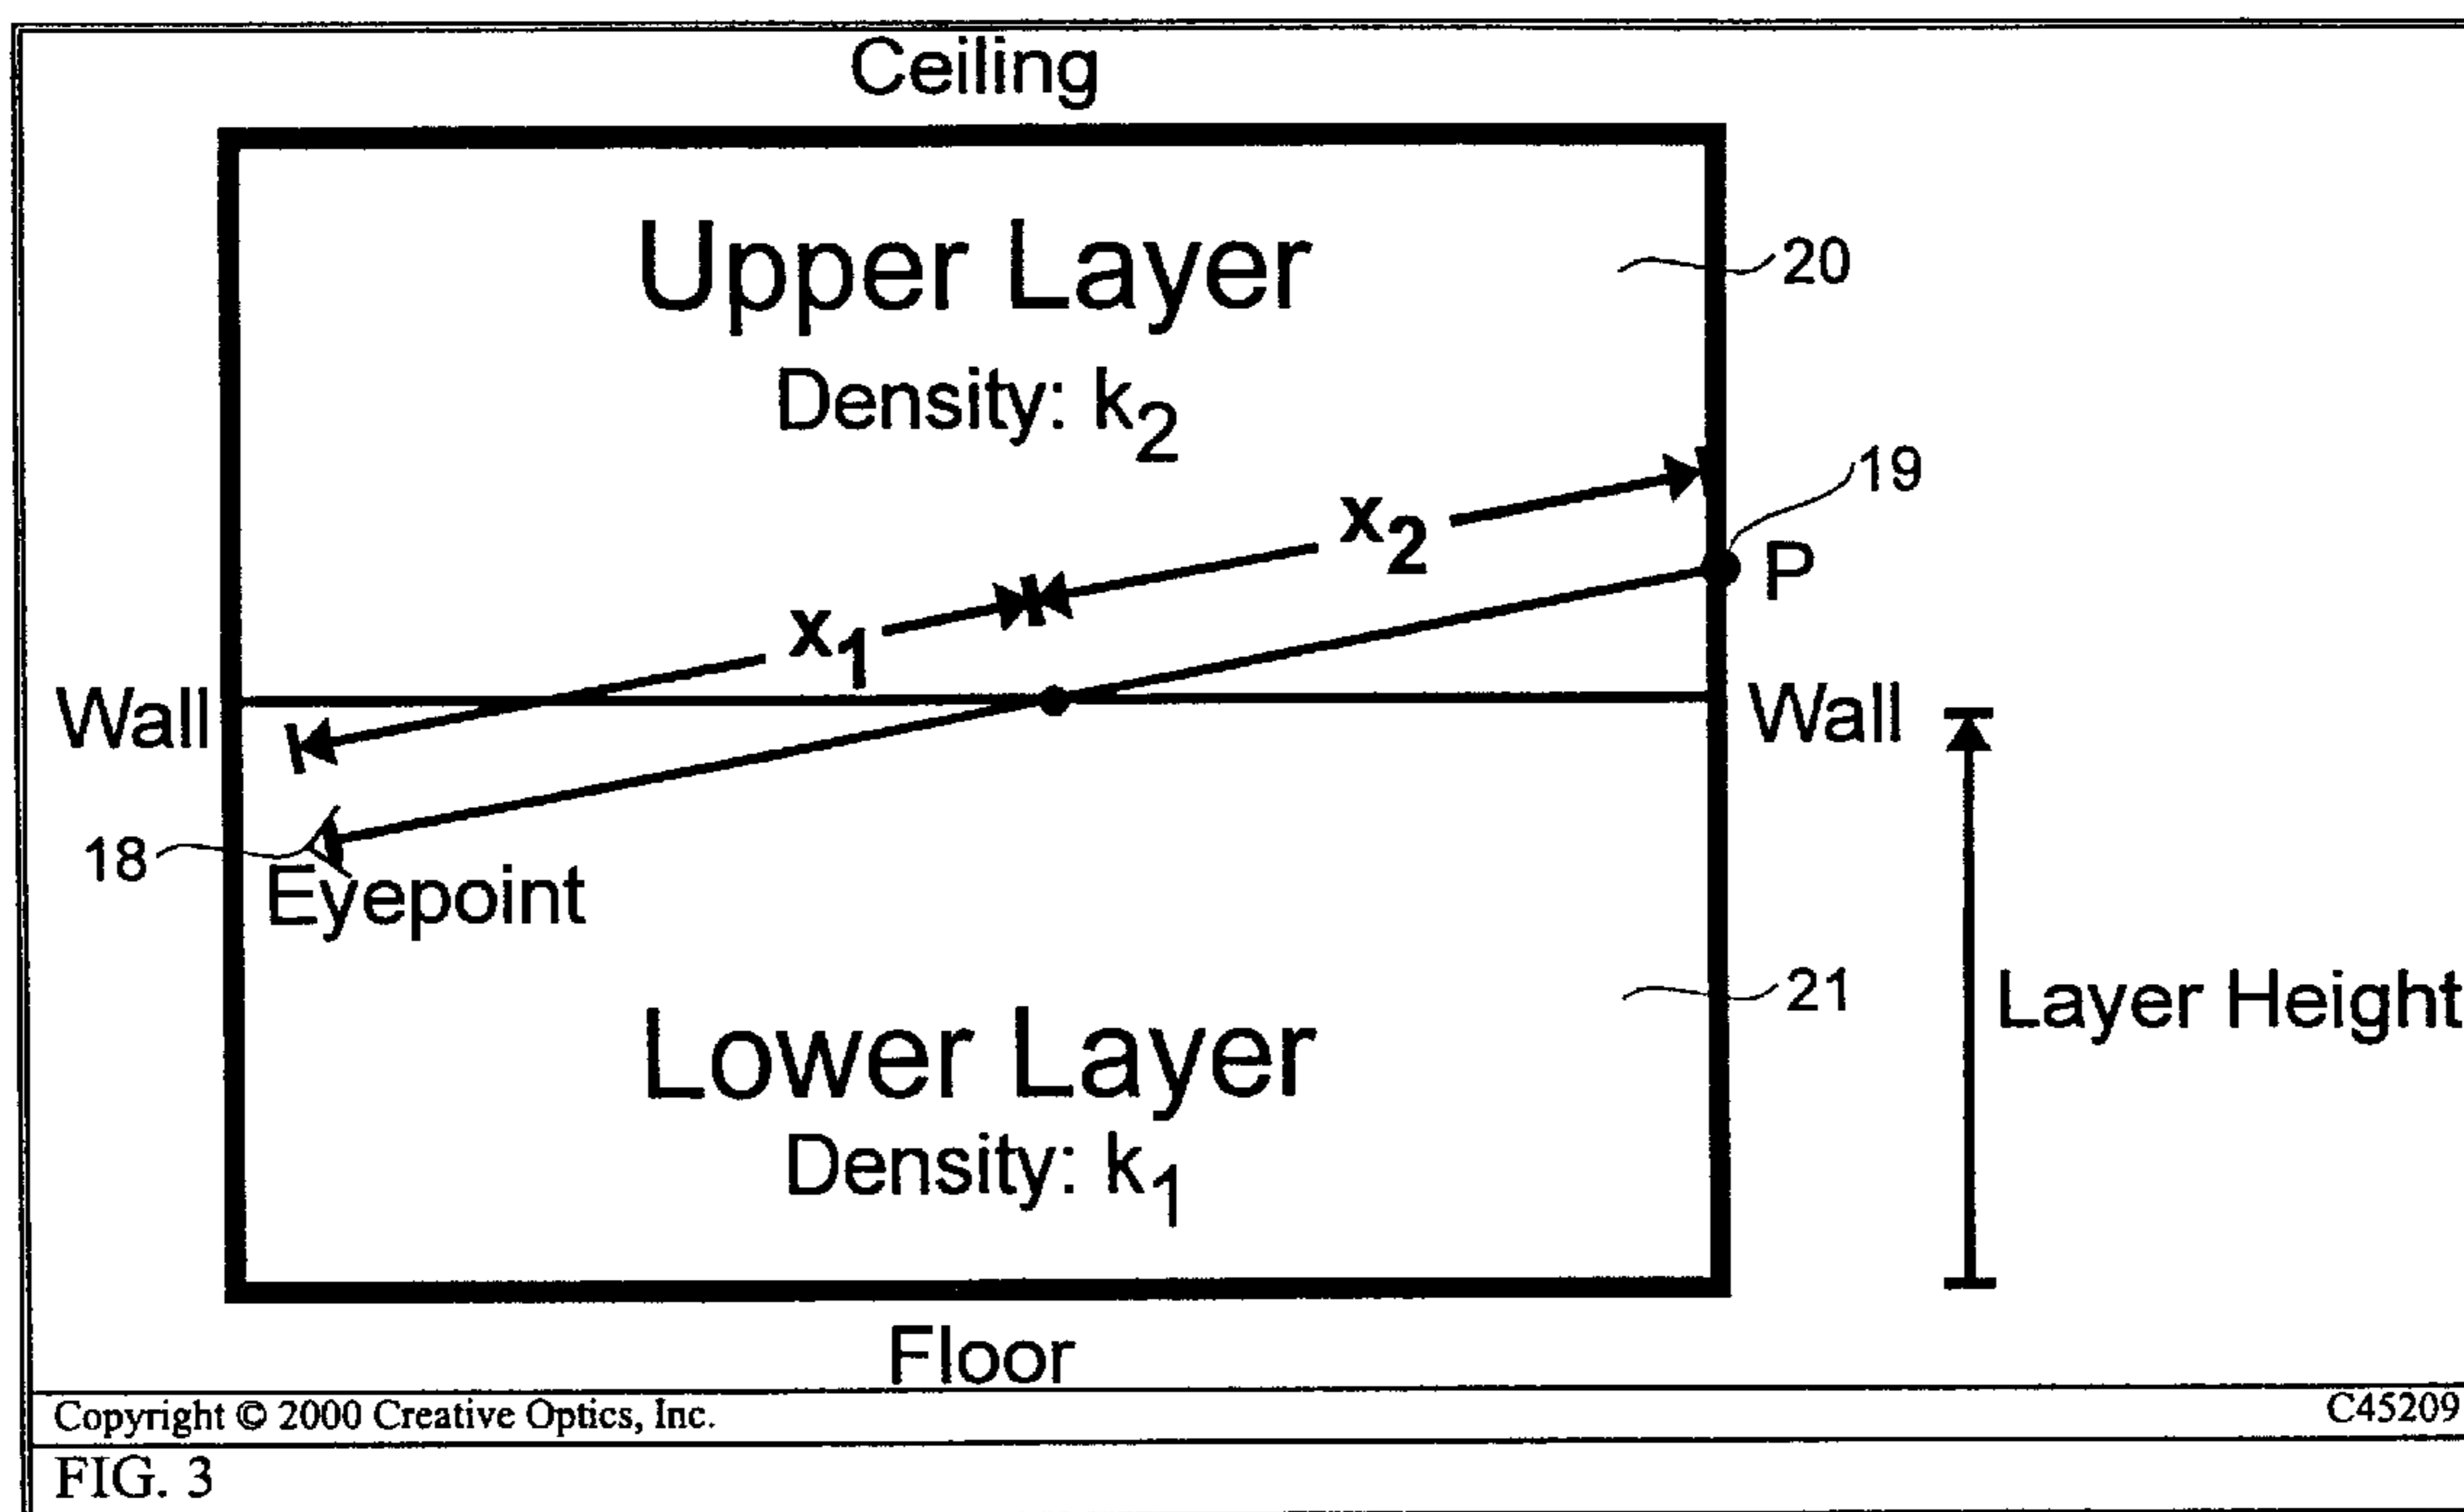 Ceiling
Upper Layer
20
Density: k2
19
x2
P
x1
Wall
Wall
18
Eyepoint
21
Layer Height
Lower Layer
Density: k1
Floor
Copyright © 2000 Creative Optics, Inc.
C45209
FIG. 3